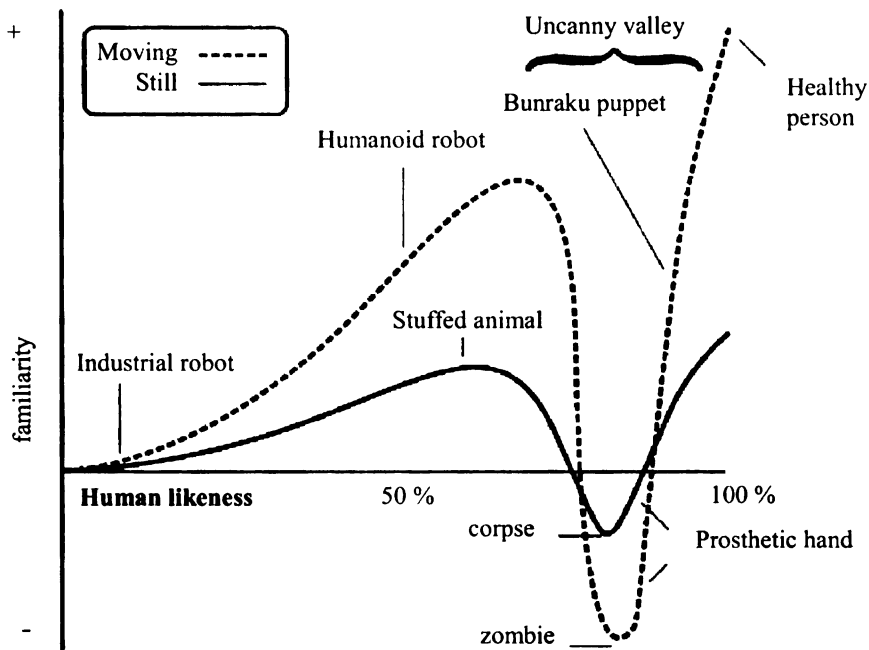 +
Moving
Still
Uncanny valley
Bunraku puppet
Healthy
person
Humanoid robot
Stuffed animal
Industrial robot
familiarity
Human likeness
50 %
100 %
corpse
Prosthetic hand
-
zombie